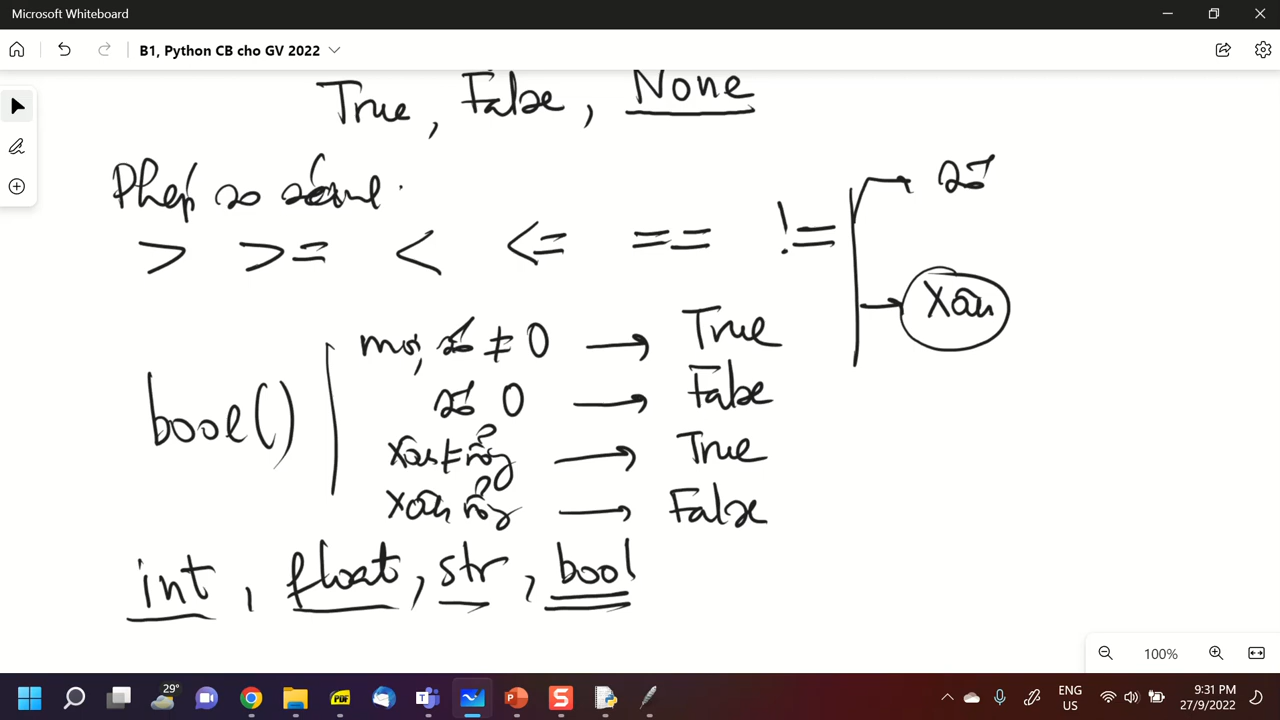 Microsoft Whiteboard
B1, Python CB cho GV 2022
True, False, None
Phép so sánh.
> >= < <= == != số
xâu
bool() mọi số ≠ 0 → True
số 0 → False
xâu ≠ rỗng → True
xâu rỗng → False
int, float, str, bool
100%
29°
PDF
S
ENG
US
9:31 PM
27/9/2022